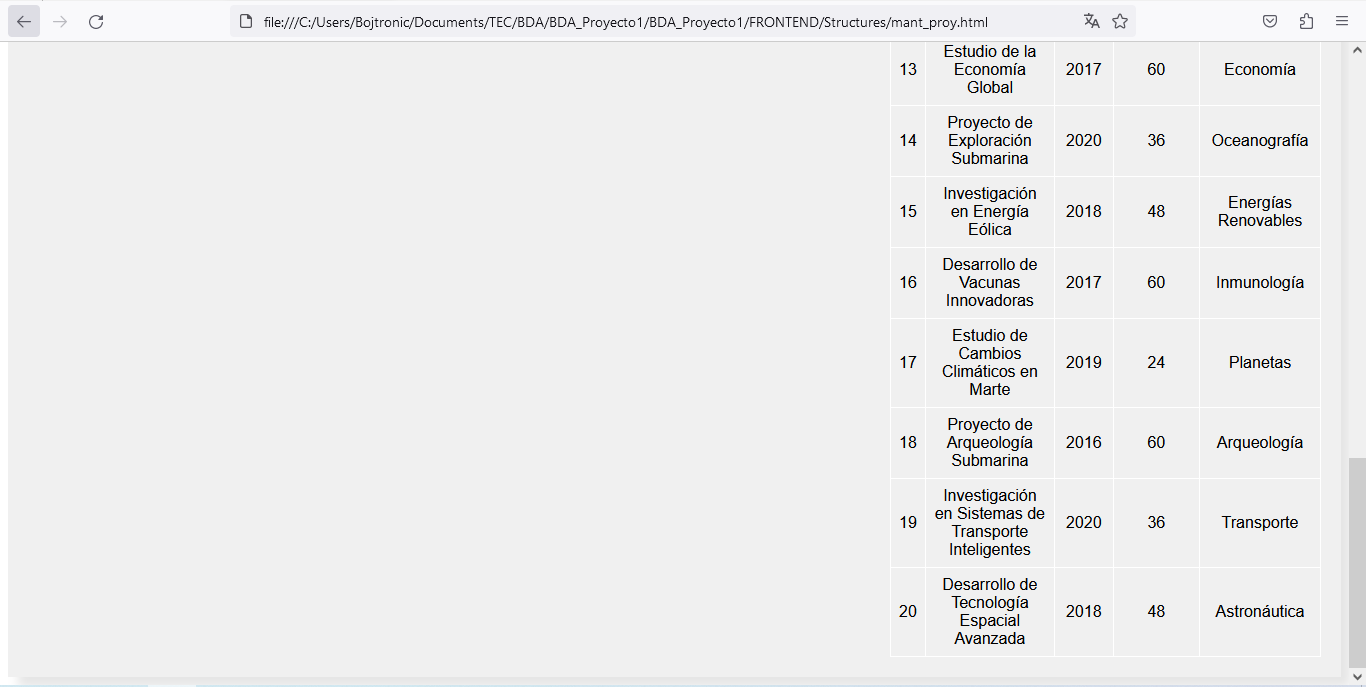 file:///C:/Users/Bojtronic/Documents/TEC/BDA/BDA_Proyecto1/BDA_Proyecto1/FRONTEND/Structures/mant_proy.html
13 Estudio de la Economía Global 2017 60 Economía
14 Proyecto de Exploración Submarina 2020 36 Oceanografía
15 Investigación en Energía Eólica 2018 48 Energías Renovables
16 Desarrollo de Vacunas Innovadoras 2017 60 Inmunología
17 Estudio de Cambios Climáticos en Marte 2019 24 Planetas
18 Proyecto de Arqueología Submarina 2016 60 Arqueología
19 Investigación en Sistemas de Transporte Inteligentes 2020 36 Transporte
20 Desarrollo de Tecnología Espacial Avanzada 2018 48 Astronáutica